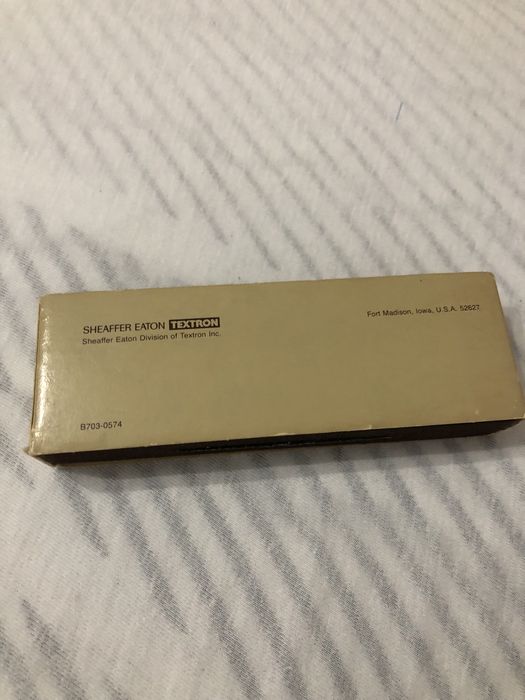 SHEAFFER EATON TEXTRON
Sheaffer Eaton Division of Textron Inc.
Fort Madison, Iowa, U.S.A. 52627
B703-0574